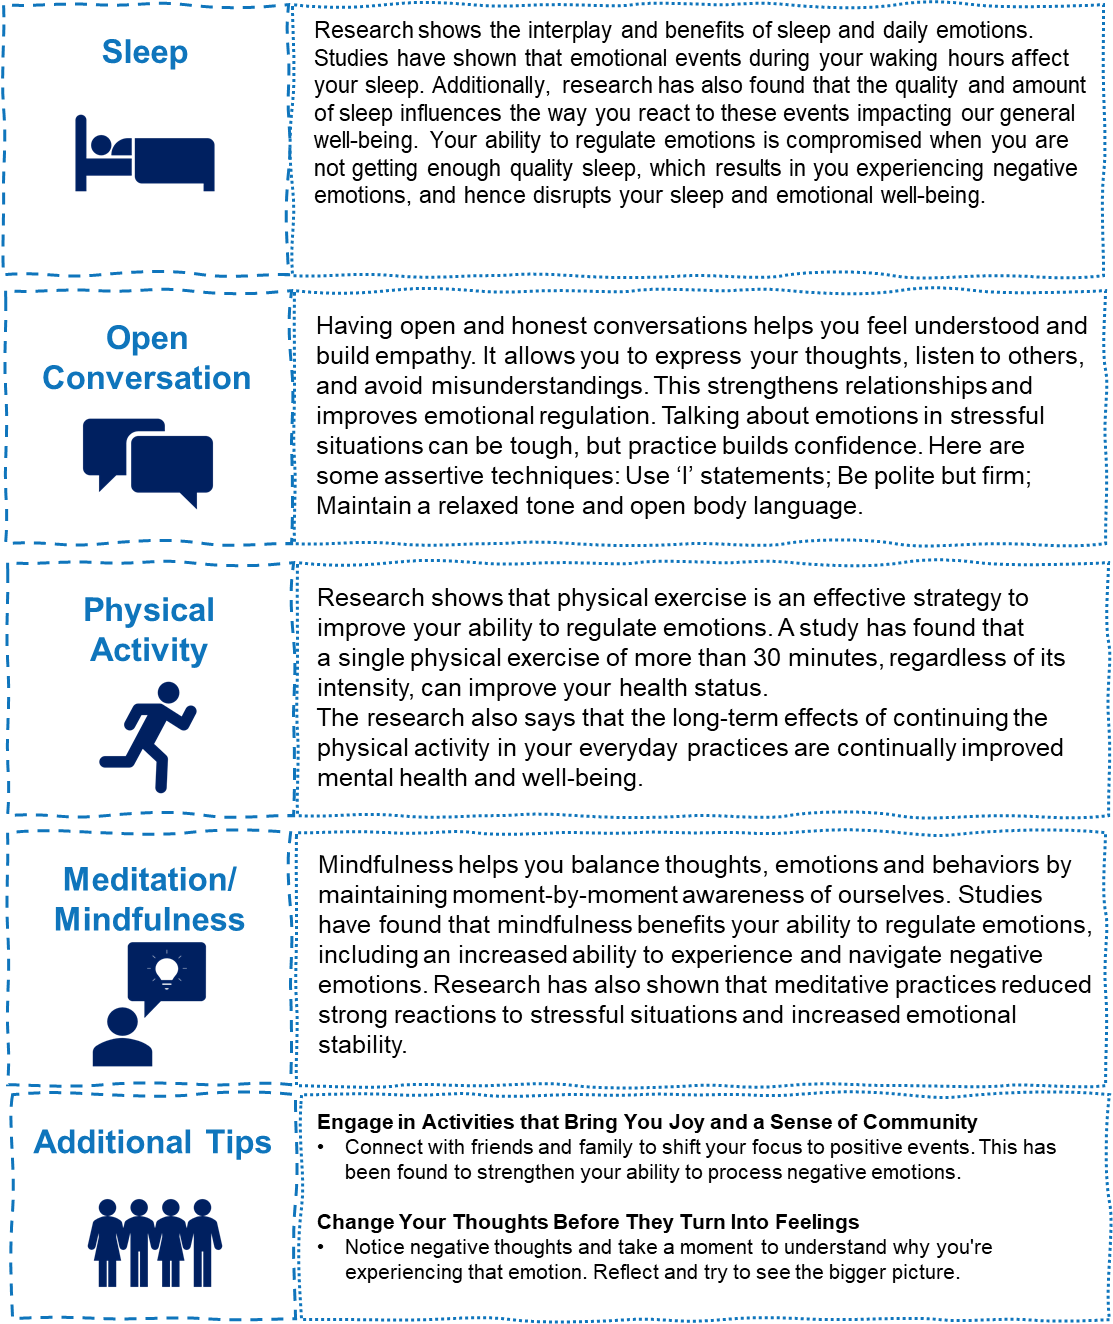 Sleep
Research shows the interplay and benefits of sleep and daily emotions.
Studies have shown that emotional events during your waking hours affect
your sleep. Additionally, research has also found that the quality and amount
of sleep influences the way you react to these events impacting our general
well-being. Your ability to regulate emotions is compromised when you are
not getting enough quality sleep, which results in you experiencing negative
emotions, and hence disrupts your sleep and emotional well-being.
Open
Conversation
Having open and honest conversations helps you feel understood and
build empathy. It allows you to express your thoughts, listen to others,
and avoid misunderstandings. This strengthens relationships and
improves emotional regulation. Talking about emotions in stressful
situations can be tough, but practice builds confidence. Here are
some assertive techniques: Use ‘I’ statements; Be polite but firm;
Maintain a relaxed tone and open body language.
Physical
Activity
Research shows that physical exercise is an effective strategy to
improve your ability to regulate emotions. A study has found that
a single physical exercise of more than 30 minutes, regardless of its
intensity, can improve your health status.
The research also says that the long-term effects of continuing the
physical activity in your everyday practices are continually improved
mental health and well-being.
Meditation/
Mindfulness
Mindfulness helps you balance thoughts, emotions and behaviors by
maintaining moment-by-moment awareness of ourselves. Studies
have found that mindfulness benefits your ability to regulate emotions,
including an increased ability to experience and navigate negative
emotions. Research has also shown that meditative practices reduced
strong reactions to stressful situations and increased emotional
stability.
Additional Tips
Engage in Activities that Bring You Joy and a Sense of Community
• Connect with friends and family to shift your focus to positive events. This has
been found to strengthen your ability to process negative emotions.
Change Your Thoughts Before They Turn Into Feelings
• Notice negative thoughts and take a moment to understand why you're
experiencing that emotion. Reflect and try to see the bigger picture.